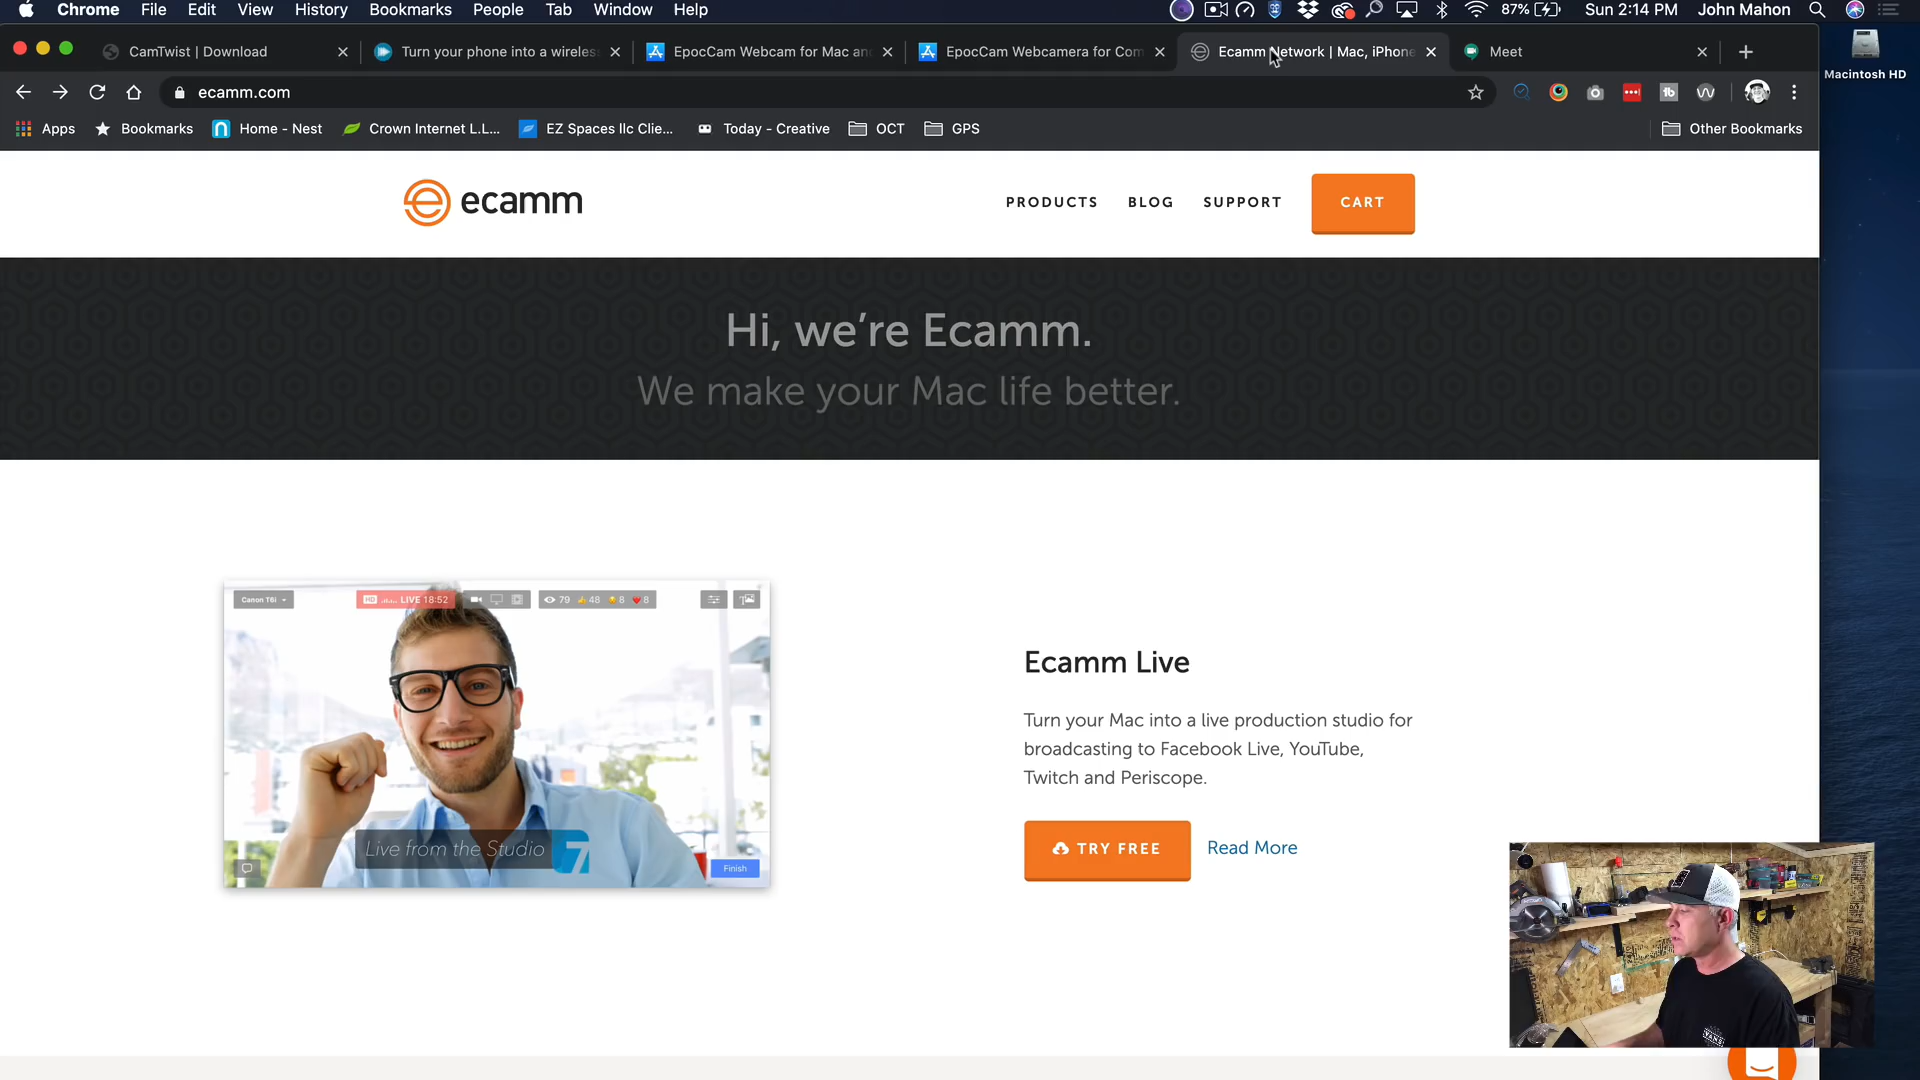 Chrome File Edit View History Bookmarks People Tab Window Help 87% Sun 2:14 PM John Mahon
CamTwist | Download Turn your phone into a wireles EpocCam Webcam for Mac an EpocCam Webcamera for Com Ecamm Network | Mac, iPhone Meet
Macintosh HD
ecamm.com
Apps Bookmarks Home - Nest Crown Internet L.L... EZ Spaces llc Clie... Today - Creative OCT GPS Other Bookmarks
ecamm PRODUCTS BLOG SUPPORT CART
Hi, we're Ecamm.
We make your Mac life better.
Canon T6i HD LIVE 18:52 79 48 8 8
Ecamm Live
Turn your Mac into a live production studio for
broadcasting to Facebook Live, YouTube,
Twitch and Periscope.
Live from the Studio 7
Finish
TRY FREE Read More
VANS